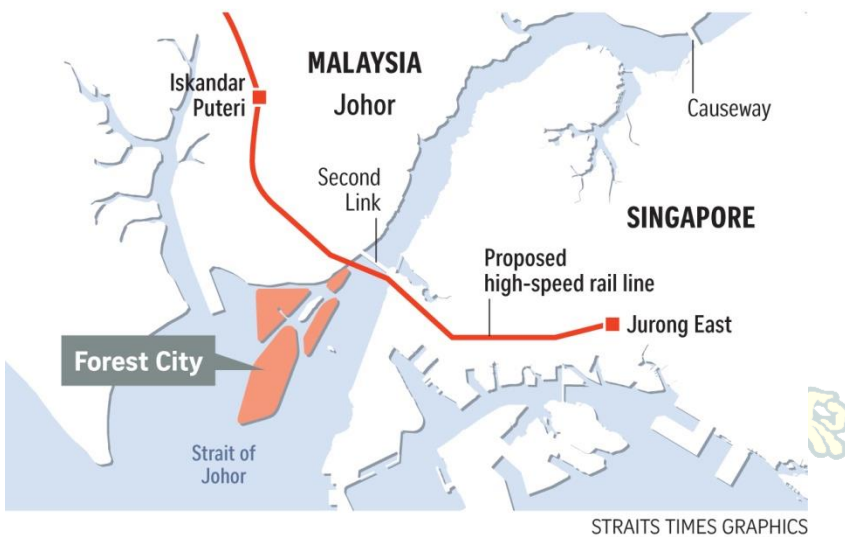 Iskandar
Puteri
MALAYSIA
Johor
Causeway
Second
Link
SINGAPORE
Proposed
high-speed rail line
Jurong East
Forest City
Strait of
Johor
STRAITS TIMES GRAPHICS